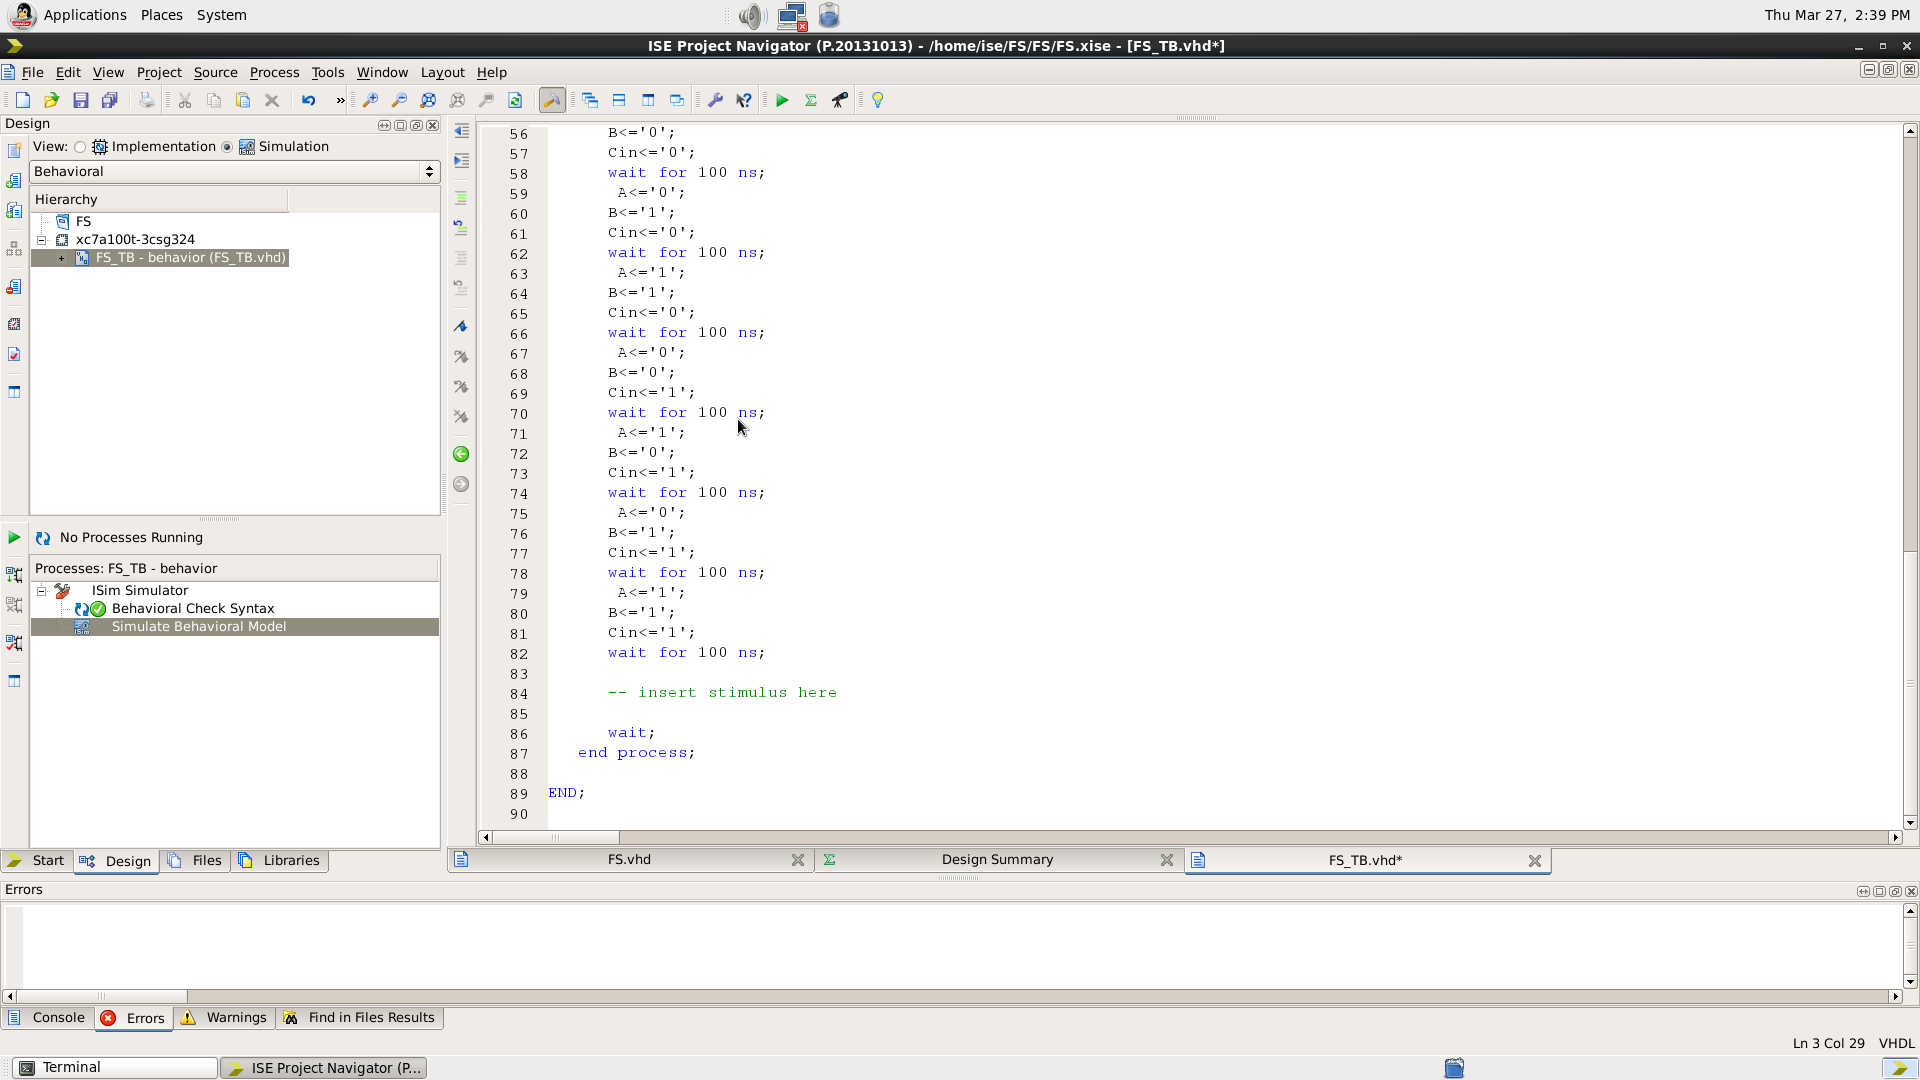 Applications Places System
Thu Mar 27, 2:39 PM
ISE Project Navigator (P.20131013) - /home/ise/FS/FS/FS.xise - [FS_TB.vhd*]
File Edit View Project Source Process Tools Window Layout Help
Design
View: Implementation Simulation
Behavioral
Hierarchy
FS
xc7a100t-3csg324
FS_TB - behavior (FS_TB.vhd)
No Processes Running
Processes: FS_TB - behavior
ISim Simulator
Behavioral Check Syntax
Simulate Behavioral Model
Start Design Files Libraries
56 B<='0';
57 Cin<='0';
58 wait for 100 ns;
59 A<='0';
60 B<='1';
61 Cin<='0';
62 wait for 100 ns;
63 A<='1';
64 B<='1';
65 Cin<='0';
66 wait for 100 ns;
67 A<='0';
68 B<='0';
69 Cin<='1';
70 wait for 100 ns;
71 A<='1';
72 B<='0';
73 Cin<='1';
74 wait for 100 ns;
75 A<='0';
76 B<='1';
77 Cin<='1';
78 wait for 100 ns;
79 A<='1';
80 B<='1';
81 Cin<='1';
82 wait for 100 ns;
83
84 -- insert stimulus here
85
86 wait;
87 end process;
88
89 END;
90
FS.vhd Design Summary FS_TB.vhd*
Errors
Console Errors Warnings Find in Files Results
Ln 3 Col 29 VHDL
Terminal ISE Project Navigator (P...